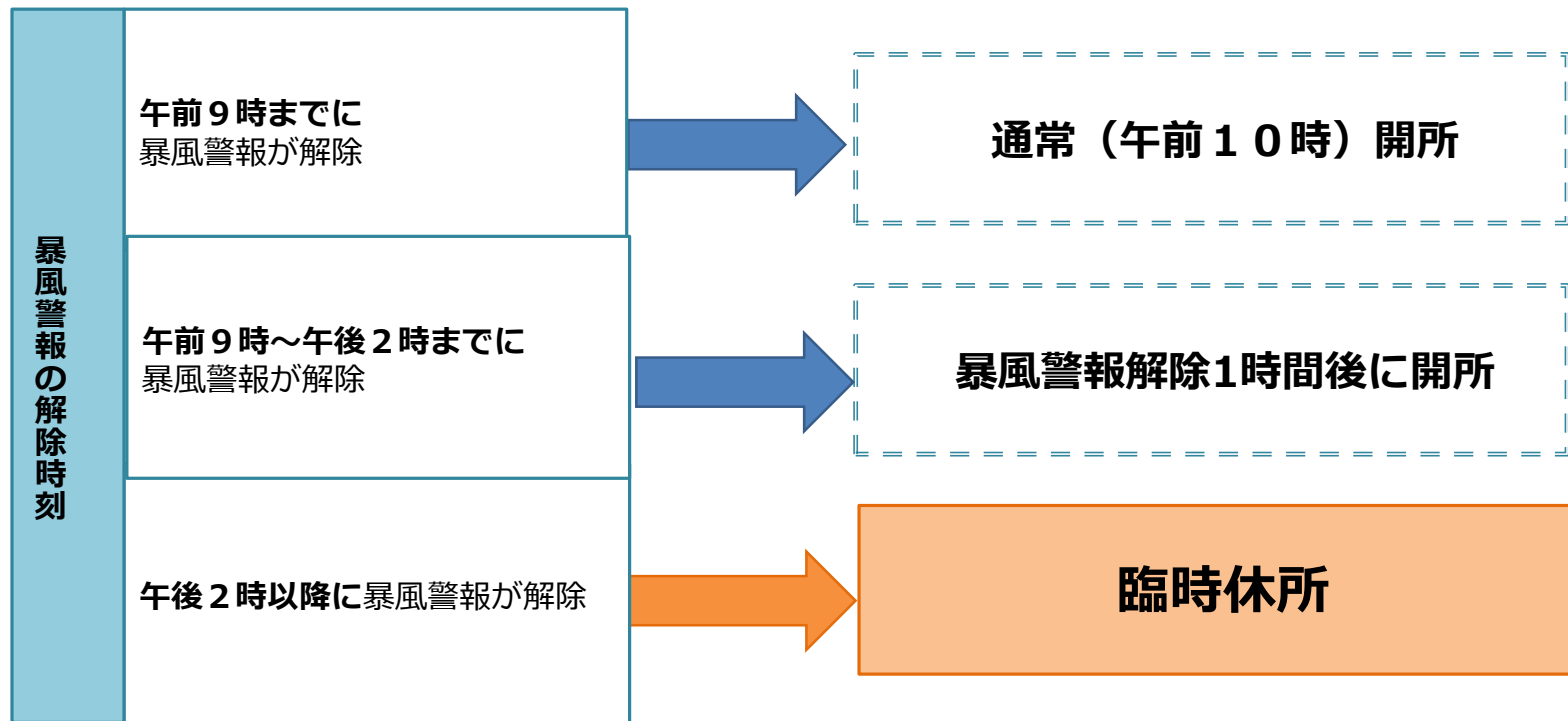 暴風警報の解除時刻
午前９時までに
暴風警報が解除
通常（午前１０時）開所
午前９時～午後２時までに
暴風警報が解除
暴風警報解除1時間後に開所
午後２時以降に暴風警報が解除
臨時休所